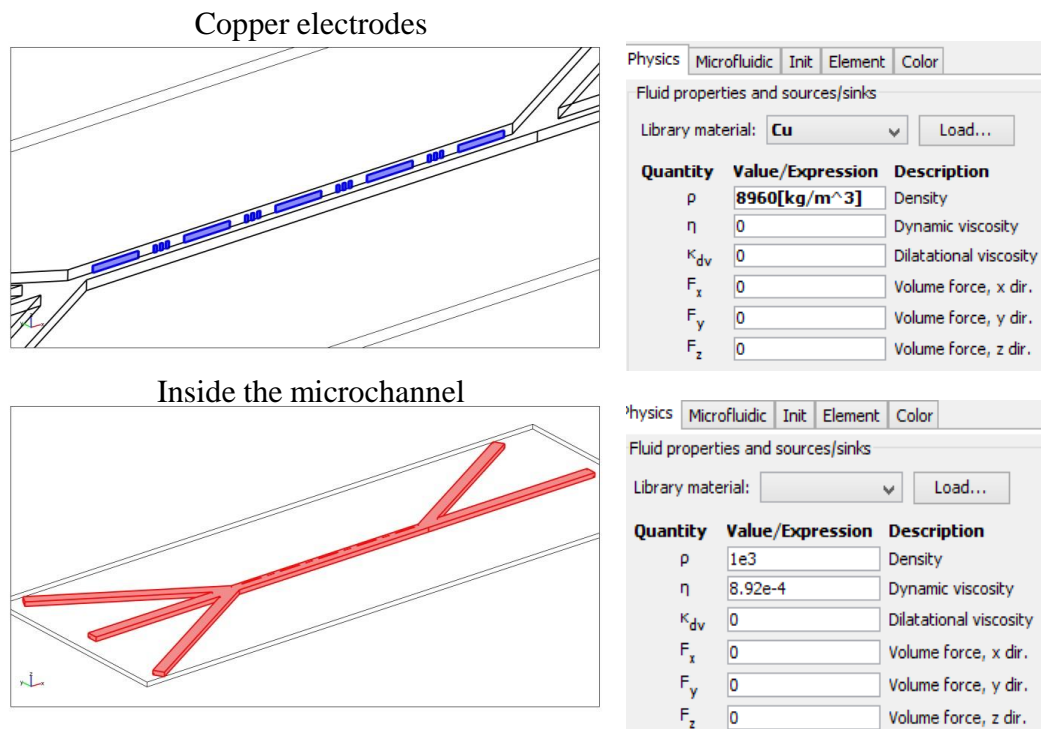 Copper electrodes
Physics Microfluidic Init Element Color
Fluid properties and sources/sinks
Library material: Cu Load...
Quantity Value/Expression Description
ρ 8960[kg/m^3] Density
η 0 Dynamic viscosity
κdv 0 Dilatational viscosity
Fx 0 Volume force, x dir.
Fy 0 Volume force, y dir.
Fz 0 Volume force, z dir.
Inside the microchannel
Physics Microfluidic Init Element Color
Fluid properties and sources/sinks
Library material: Load...
Quantity Value/Expression Description
ρ 1e3 Density
η 8.92e-4 Dynamic viscosity
κdv 0 Dilatational viscosity
Fx 0 Volume force, x dir.
Fy 0 Volume force, y dir.
Fz 0 Volume force, z dir.